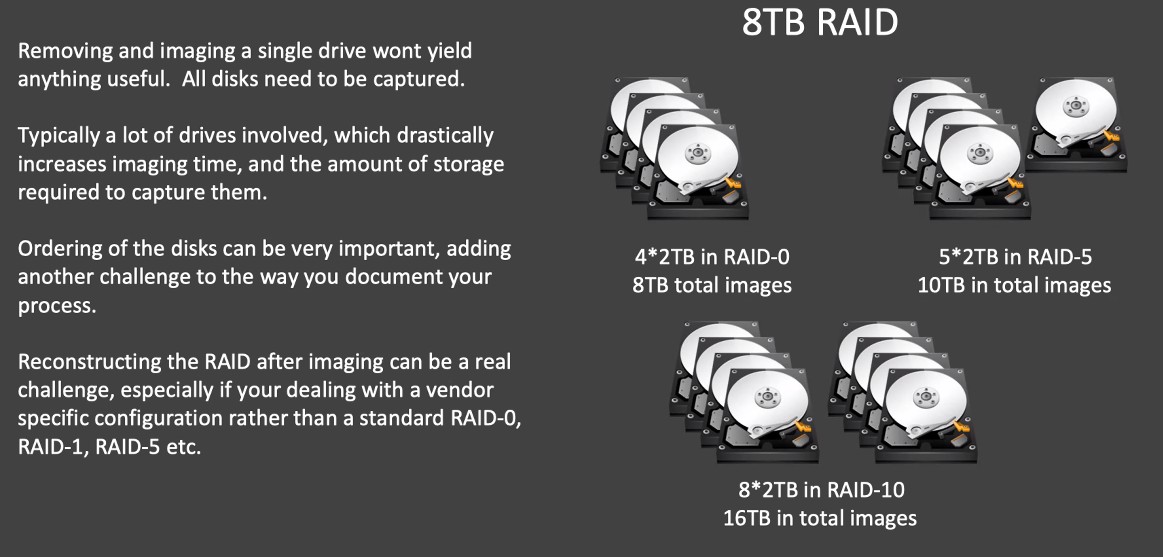 8TB RAID
Removing and imaging a single drive wont yield
anything useful.  All disks need to be captured.
Typically a lot of drives involved, which drastically
increases imaging time, and the amount of storage
required to capture them.
Ordering of the disks can be very important, adding
another challenge to the way you document your
process.
Reconstructing the RAID after imaging can be a real
challenge, especially if your dealing with a vendor
specific configuration rather than a standard RAID-0,
RAID-1, RAID-5 etc.
4*2TB in RAID-0
8TB total images
5*2TB in RAID-5
10TB in total images
8*2TB in RAID-10
16TB in total images